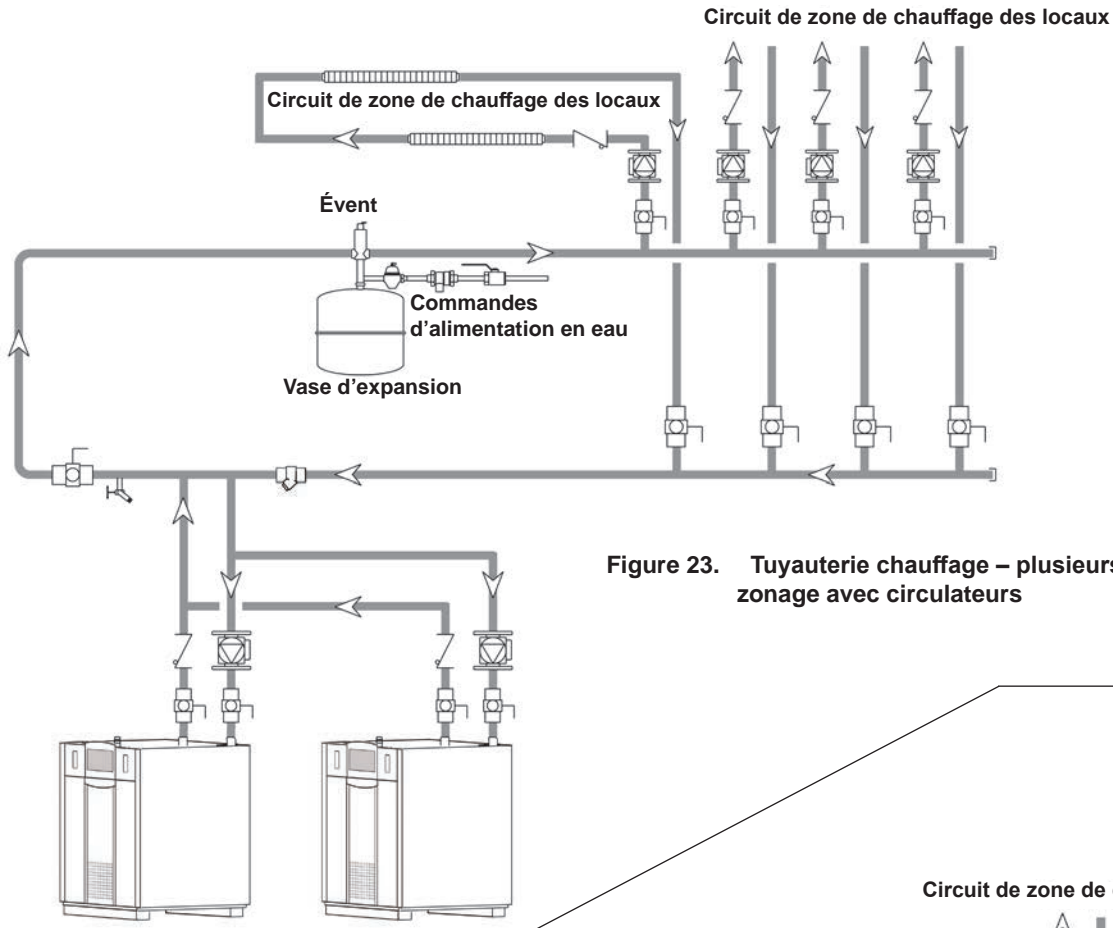 Circuit de zone de chauffage des locaux
Circuit de zone de chauffage des locaux
Évent
Commandes
d’alimentation en eau
Vase d’expansion
Figure 23. Tuyauterie chauffage – plusieurs
zonage avec circulateurs
Circuit de zone de